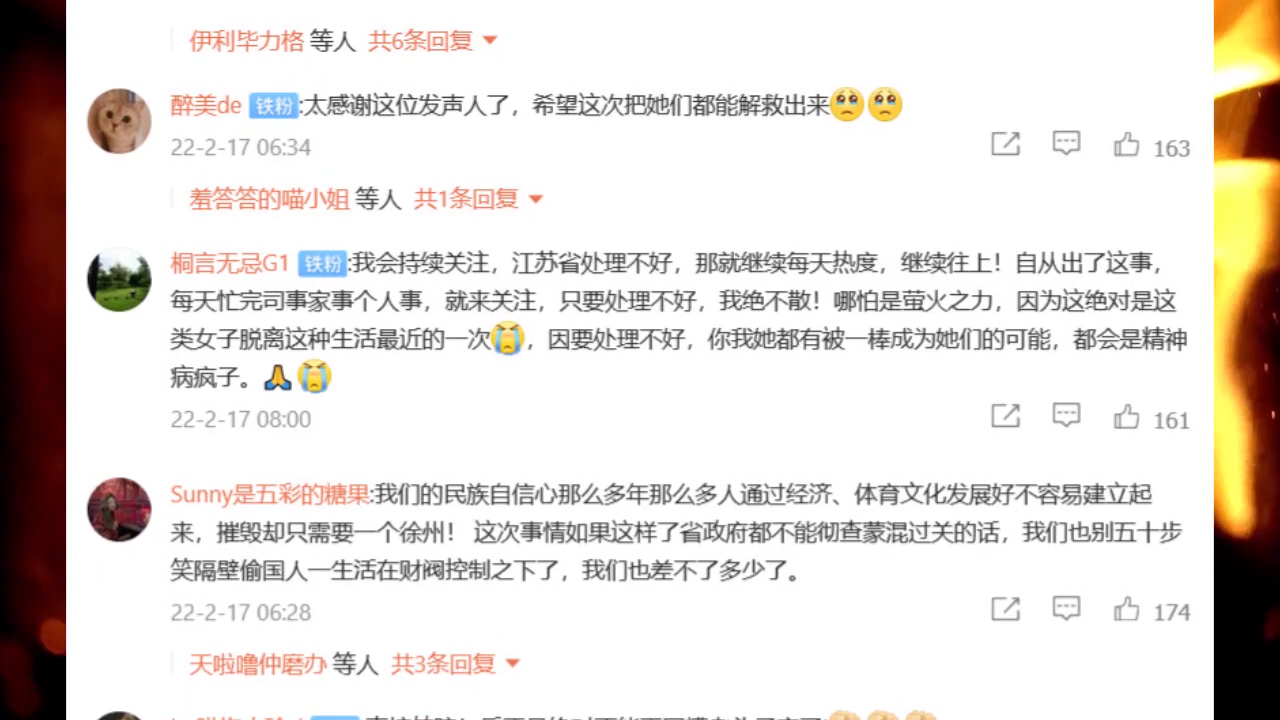 伊利毕力格 等人 共6条回复
醉美de 铁粉:太感谢这位发声人了，希望这次把她们都能解救出来🥺🥺
22-2-17 06:34
163
羞答答的喵小姐 等人 共1条回复
桐言无忌G1 铁粉:我会持续关注，江苏省处理不好，那就继续每天热度，继续往上！自从出了这事，
每天忙完司事家事个人事，就来关注，只要处理不好，我绝不散！哪怕是萤火之力，因为这绝对是这
类女子脱离这种生活最近的一次😭，因要处理不好，你我她都有被一棒成为她们的可能，都会是精神
病疯子。🙏😭
22-2-17 08:00
161
Sunny是五彩的糖果:我们的民族自信心那么多年那么多人通过经济、体育文化发展好不容易建立起
来，摧毁却只需要一个徐州！ 这次事情如果这样了省政府都不能彻查蒙混过关的话，我们也别五十步
笑隔壁偷国人一生活在财阀控制之下了，我们也差不了多少了。
22-2-17 06:28
174
天啦噜仲磨办 等人 共3条回复